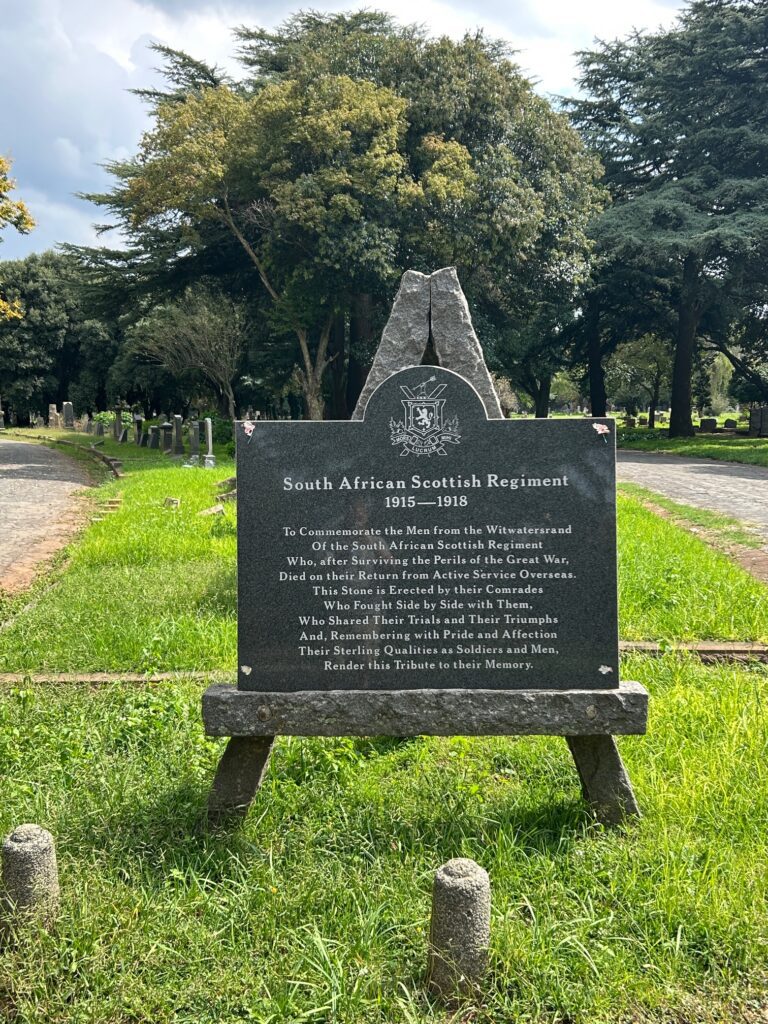 LUCRUM
South African Scottish Regiment
1915—1918
To Commemorate the Men from the Witwatersrand
Of the South African Scottish Regiment
Who, after Surviving the Perils of the Great War,
Died on their Return from Active Service Overseas.
This Stone is Erected by their Comrades
Who Fought Side by Side with Them,
Who Shared Their Trials and Their Triumphs
And, Remembering with Pride and Affection
Their Sterling Qualities as Soldiers and Men,
Render this Tribute to their Memory.